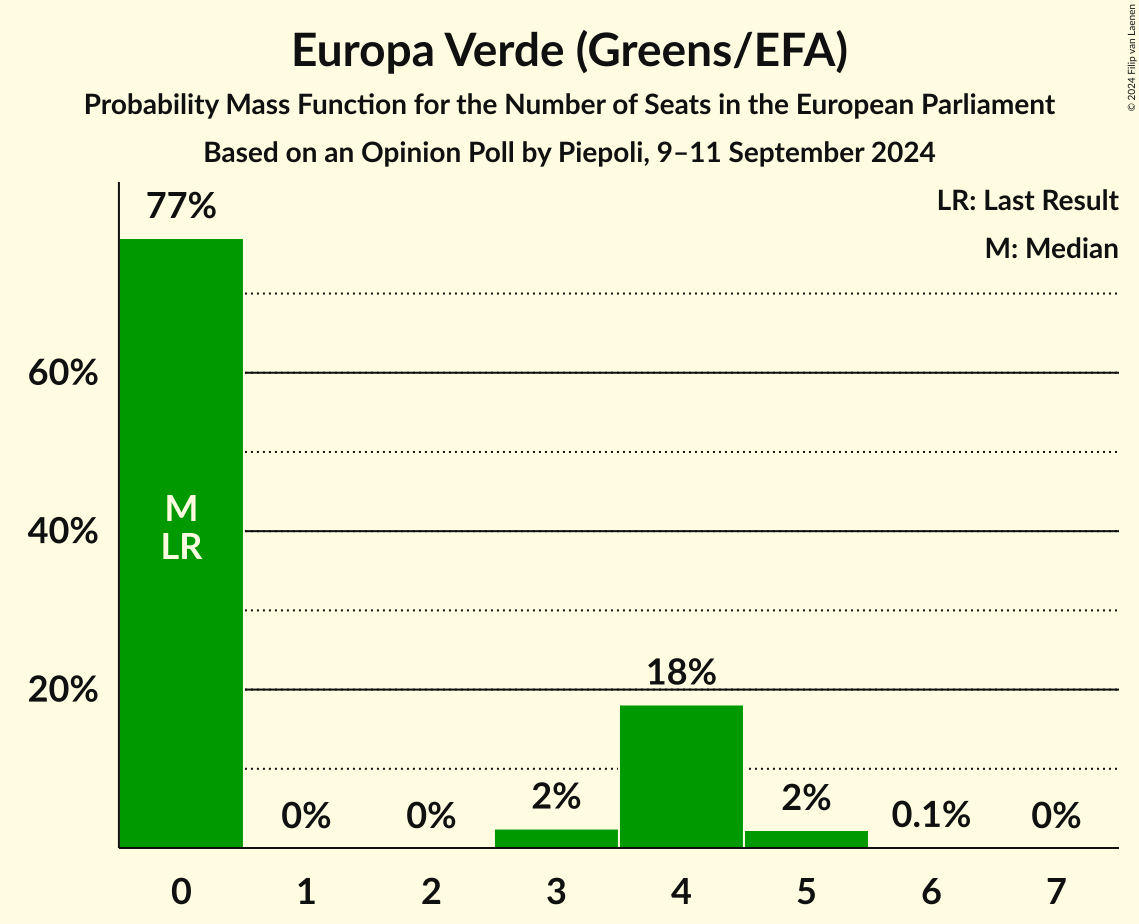 Europa Verde (Greens/EFA)
Probability Mass Function for the Number of Seats in the European Parliament
Based on an Opinion Poll by Piepoli, 9–11 September 2024
© 2024 Filip van Laenen
LR: Last Result
M: Median
77%
60%
40%
20%
M
LR
0%
0%
2%
18%
2%
0.1%
0%
0
1
2
3
4
5
6
7